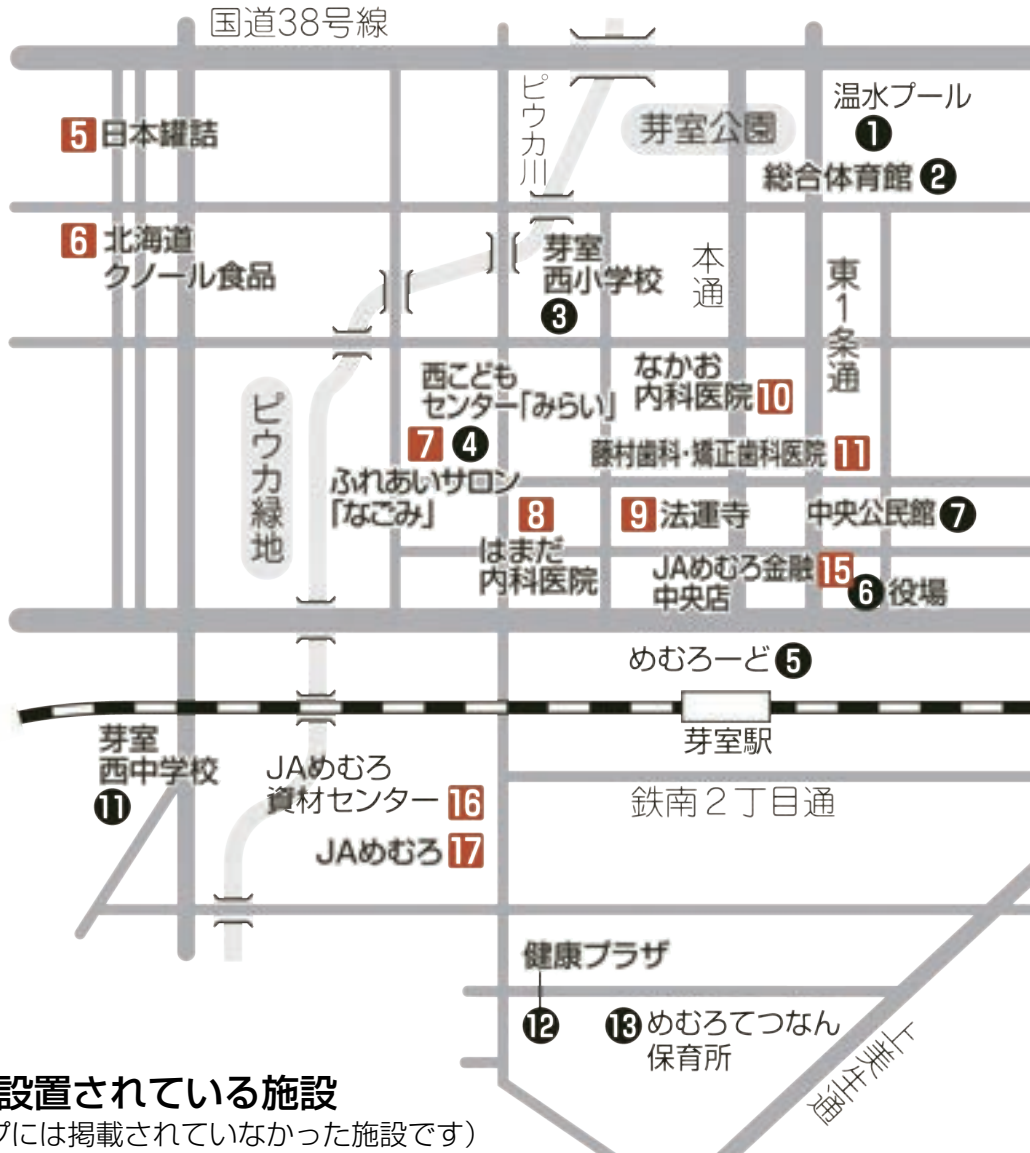 国道38号線
ピウカ川
芽室公園
温水プール
1
総合体育館 2
5 日本罐詰
6 北海道
クノール食品
芽室
西小学校
3
本通
東1条通
西こども
センター「みらい」
7 4
ふれあいサロン
「なごみ」
なかお
内科医院 10
藤村歯科・矯正歯科医院 11
ピウカ緑地
8
はまだ
内科医院
9 法運寺
中央公民館 7
JAめむろ金融 15
中央店
6 役場
めむろーど 5
芽室駅
芽室
西中学校
11
JAめむろ
資材センター 16
JAめむろ 17
鉄南2丁目通
健康プラザ
12
13 めむろてつなん
保育所
上美生通
設置されている施設
プには掲載されていなかった施設です）